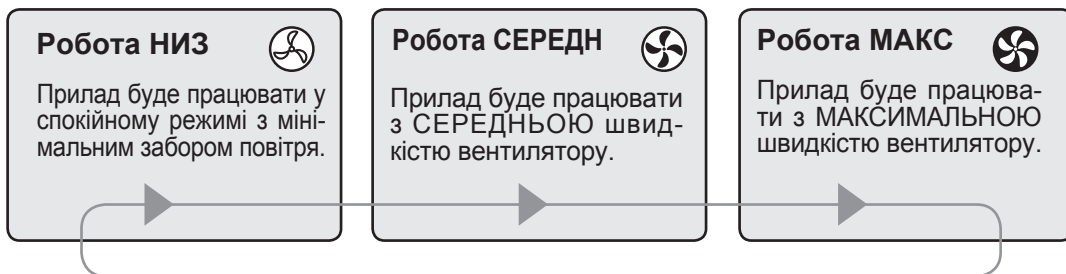 Робота НИЗ
Прилад буде працювати у
спокійному режимі з міні-
мальним забором повітря.
Робота СЕРЕДН
Прилад буде працювати
з СЕРЕДНЬОЮ швид-
кістю вентилятору.
Робота МАКС
Прилад буде працюва-
ти з МАКСИМАЛЬНОЮ
швидкістю вентилятору.